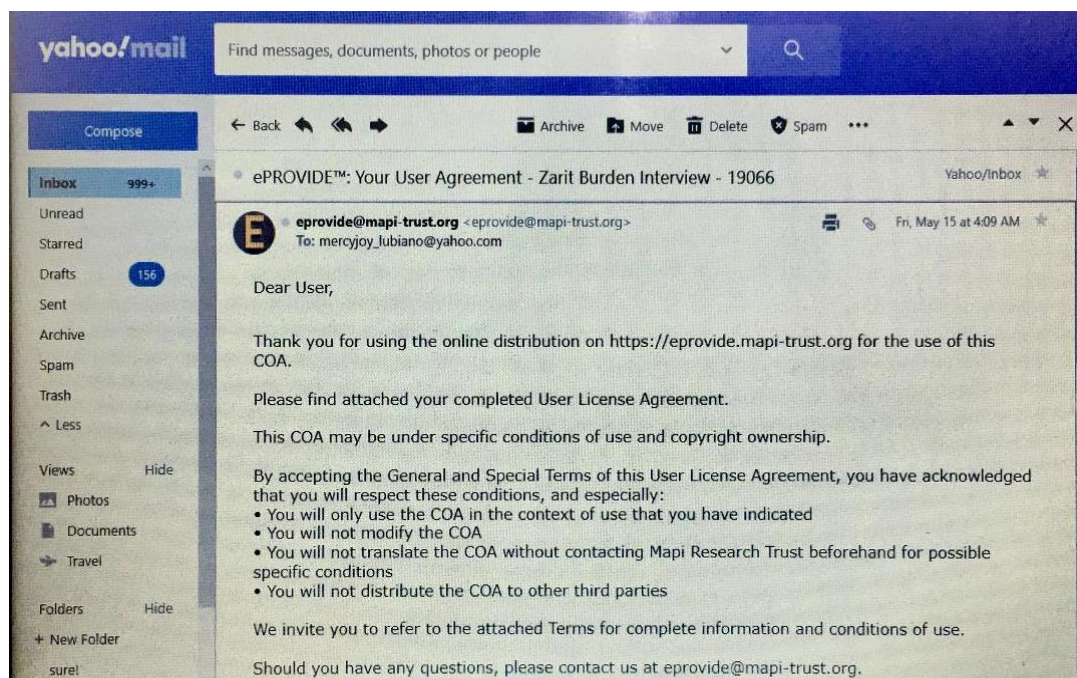 yahoo!mail
Find messages, documents, photos or people
Compose
Back
Archive
Move
Delete
Spam
Inbox 999+
Unread
Starred
Drafts 156
Sent
Archive
Spam
Trash
Less
Views Hide
Photos
Documents
Travel
Folders Hide
+ New Folder
sure!
ePROVIDE™: Your User Agreement - Zarit Burden Interview - 19066
Yahoo/Inbox
E
eprovide@mapi-trust.org <eprovide@mapi-trust.org>
Fri, May 15 at 4:09 AM
To: mercyjoy_lubiano@yahoo.com
Dear User,
Thank you for using the online distribution on https://eprovide.mapi-trust.org for the use of this
COA.
Please find attached your completed User License Agreement.
This COA may be under specific conditions of use and copyright ownership.
By accepting the General and Special Terms of this User License Agreement, you have acknowledged
that you will respect these conditions, and especially:
• You will only use the COA in the context of use that you have indicated
• You will not modify the COA
• You will not translate the COA without contacting Mapi Research Trust beforehand for possible
specific conditions
• You will not distribute the COA to other third parties
We invite you to refer to the attached Terms for complete information and conditions of use.
Should you have any questions, please contact us at eprovide@mapi-trust.org.